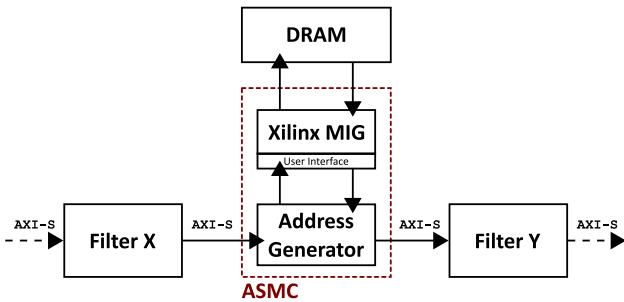 DRAM
Xilinx MIG
User Interface
AXI-S
Filter X
AXI-S
Address
Generator
AXI-S
Filter Y
AXI-S
ASMC